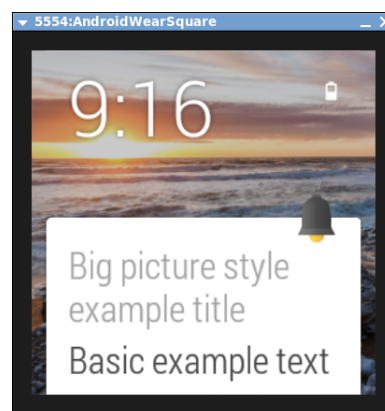 5554:AndroidWearSquare
9:16
Big picture style
example title
Basic example text